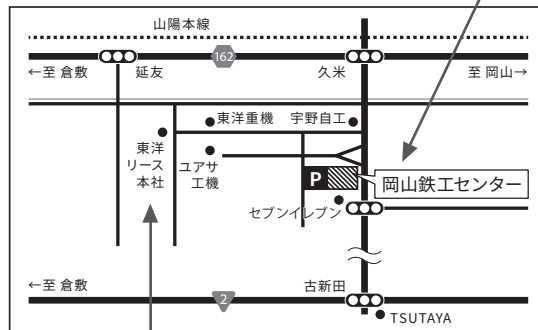 山陽本線
162
←至 倉敷
延友
久米
至 岡山→
東洋重機
宇野自工
東洋
リース
本社
ユアサ
工機
P
岡山鉄工センター
セブンイレブン
←至 倉敷
古新田
2
TSUTAYA